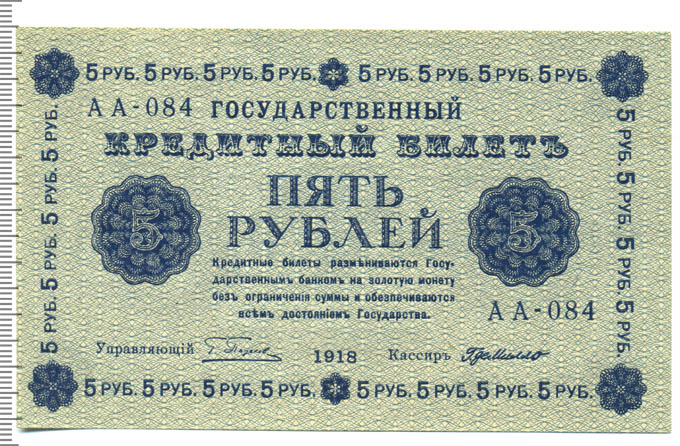 5 РУБ. 5 РУБ. 5 РУБ. 5 РУБ. 5 РУБ. 5 РУБ. 5 РУБ. 5 РУБ.
АА-084 ГОСУДАРСТВЕННЫЙ
КРЕДИТНЫЙ БИЛЕТЪ
ПЯТЬ
РУБЛЕЙ
5
5
Кредитные билеты размѣниваются Госу-
дарственнымъ банкомъ на золотую монету
безъ ограниченiя суммы и обезпечиваются
всѣмъ достоянiемъ Государства.
АА-084
Управляющiй
1918
Кассиръ
5 РУБ. 5 РУБ. 5 РУБ. 5 РУБ.
5 РУБ. 5 РУБ. 5 РУБ. 5 РУБ.
5 РУБ. 5 РУБ. 5 РУБ. 5 РУБ. 5 РУБ. 5 РУБ. 5 РУБ. 5 РУБ.